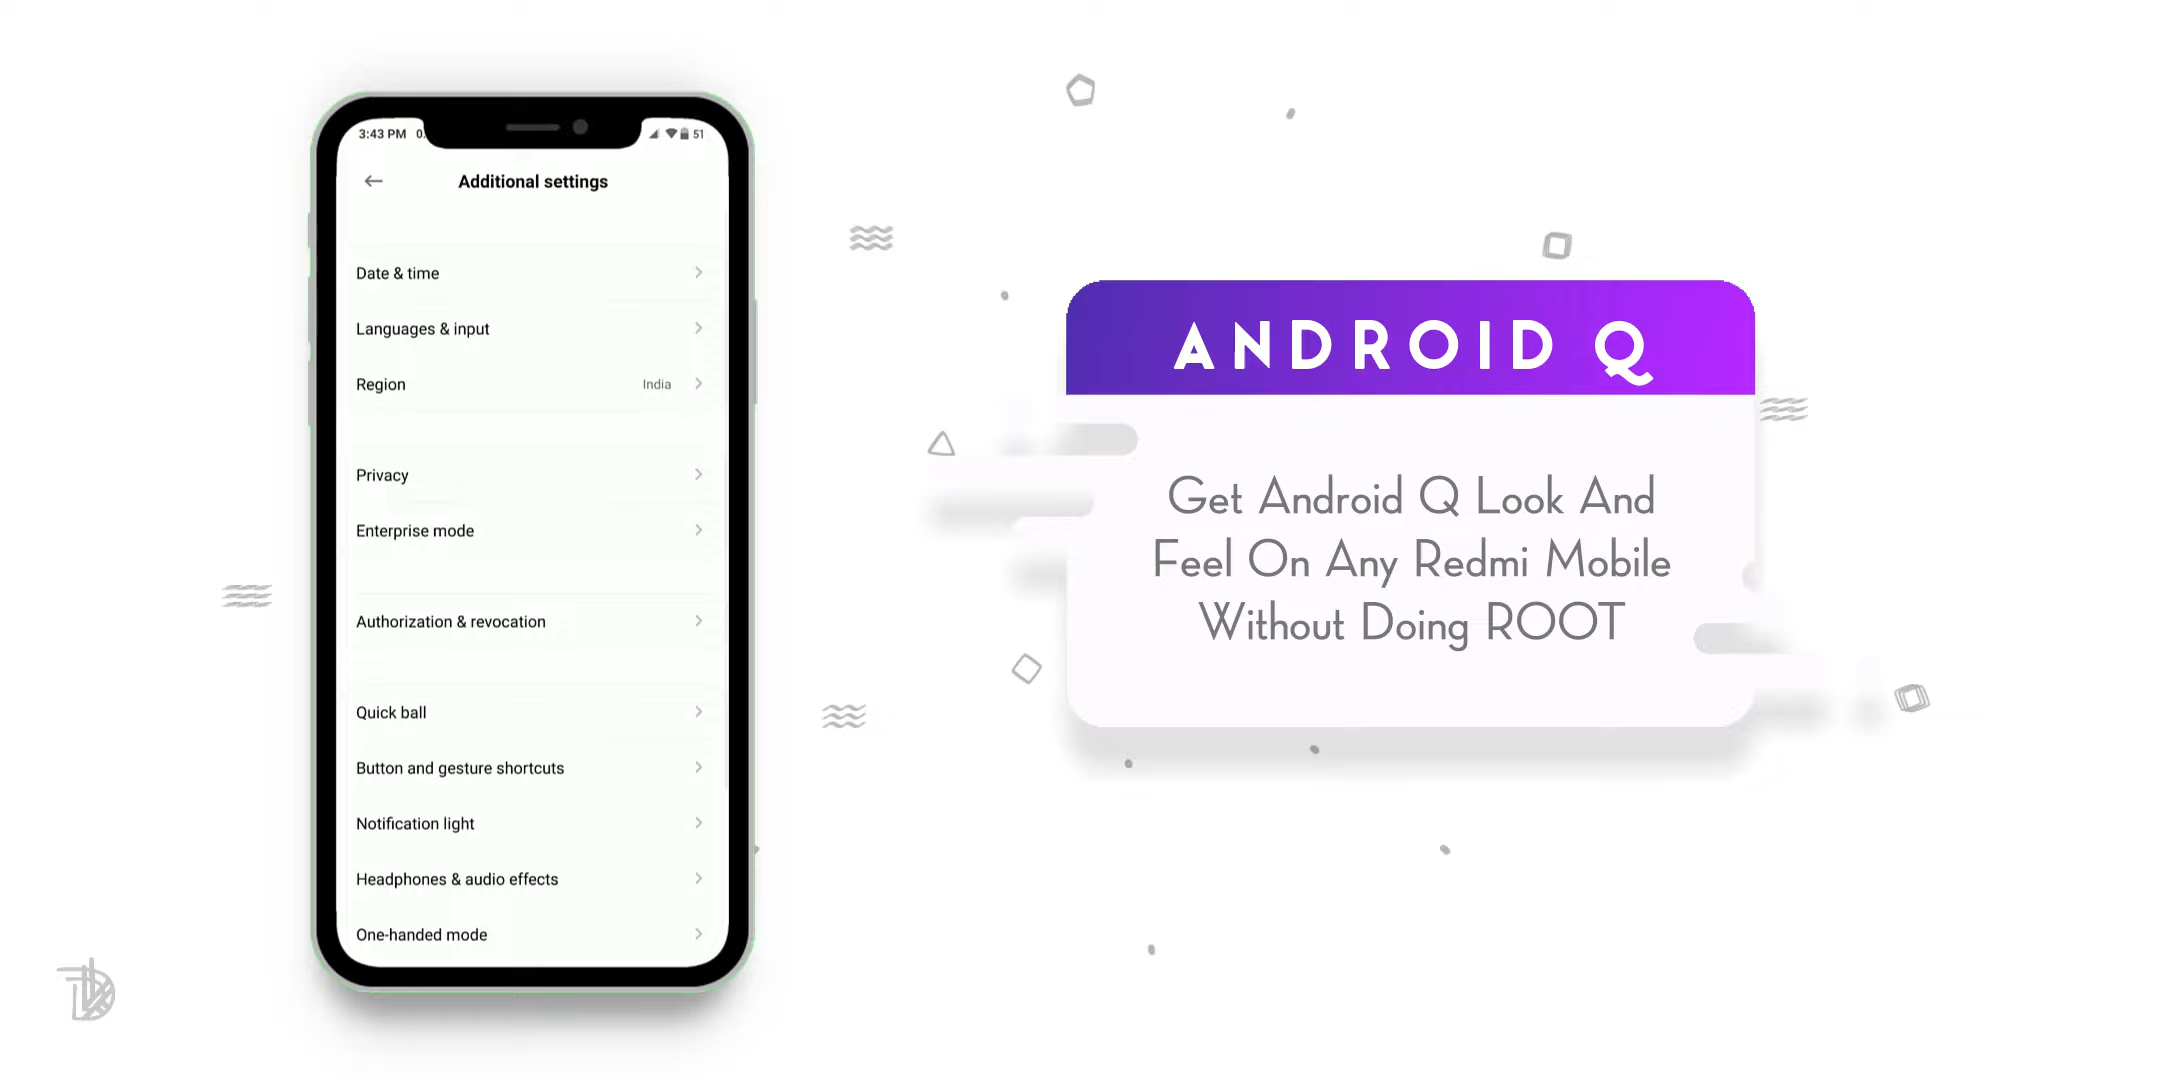 3:43 PM 0.
51
Additional settings
Date & time
Languages & input
Region India
Privacy
Enterprise mode
Authorization & revocation
Quick ball
Button and gesture shortcuts
Notification light
Headphones & audio effects
One-handed mode
ANDROID Q
Get Android Q Look And
Feel On Any Redmi Mobile
Without Doing ROOT